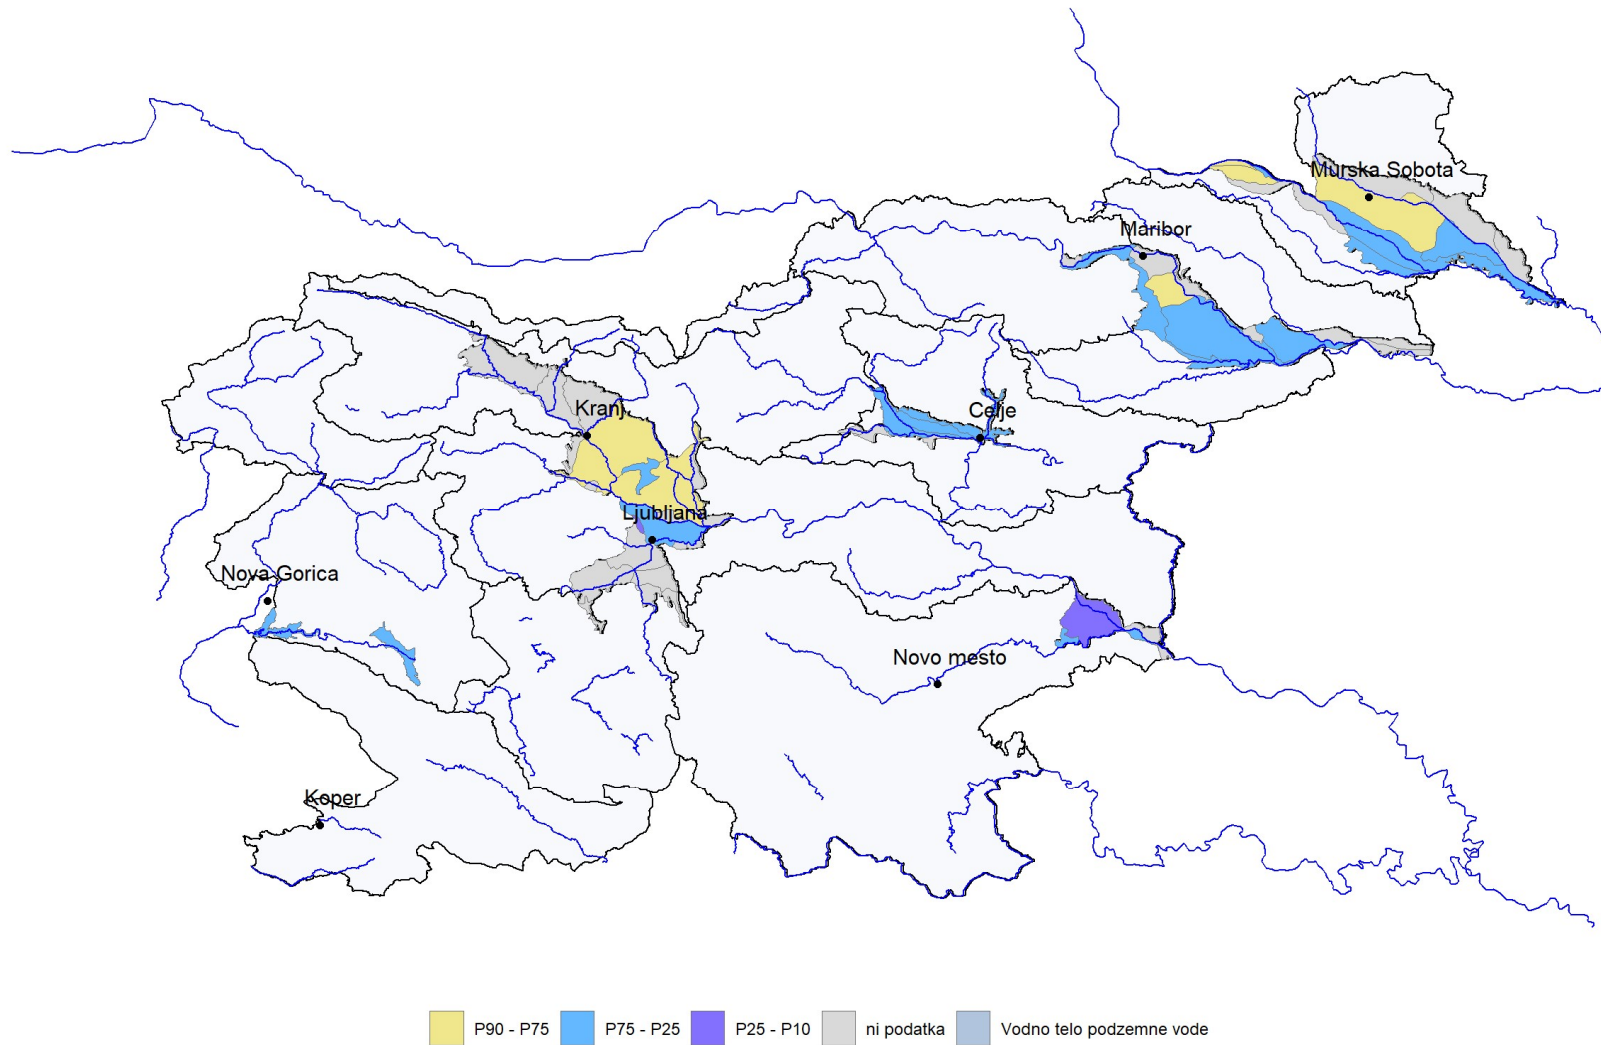 Murska Sobota
Maribor
Kranj
Celje
Ljubljana
Nova Gorica
Novo mesto
Koper
P90 - P75
P75 - P25
P25 - P10
ni podatka
Vodno telo podzemne vode